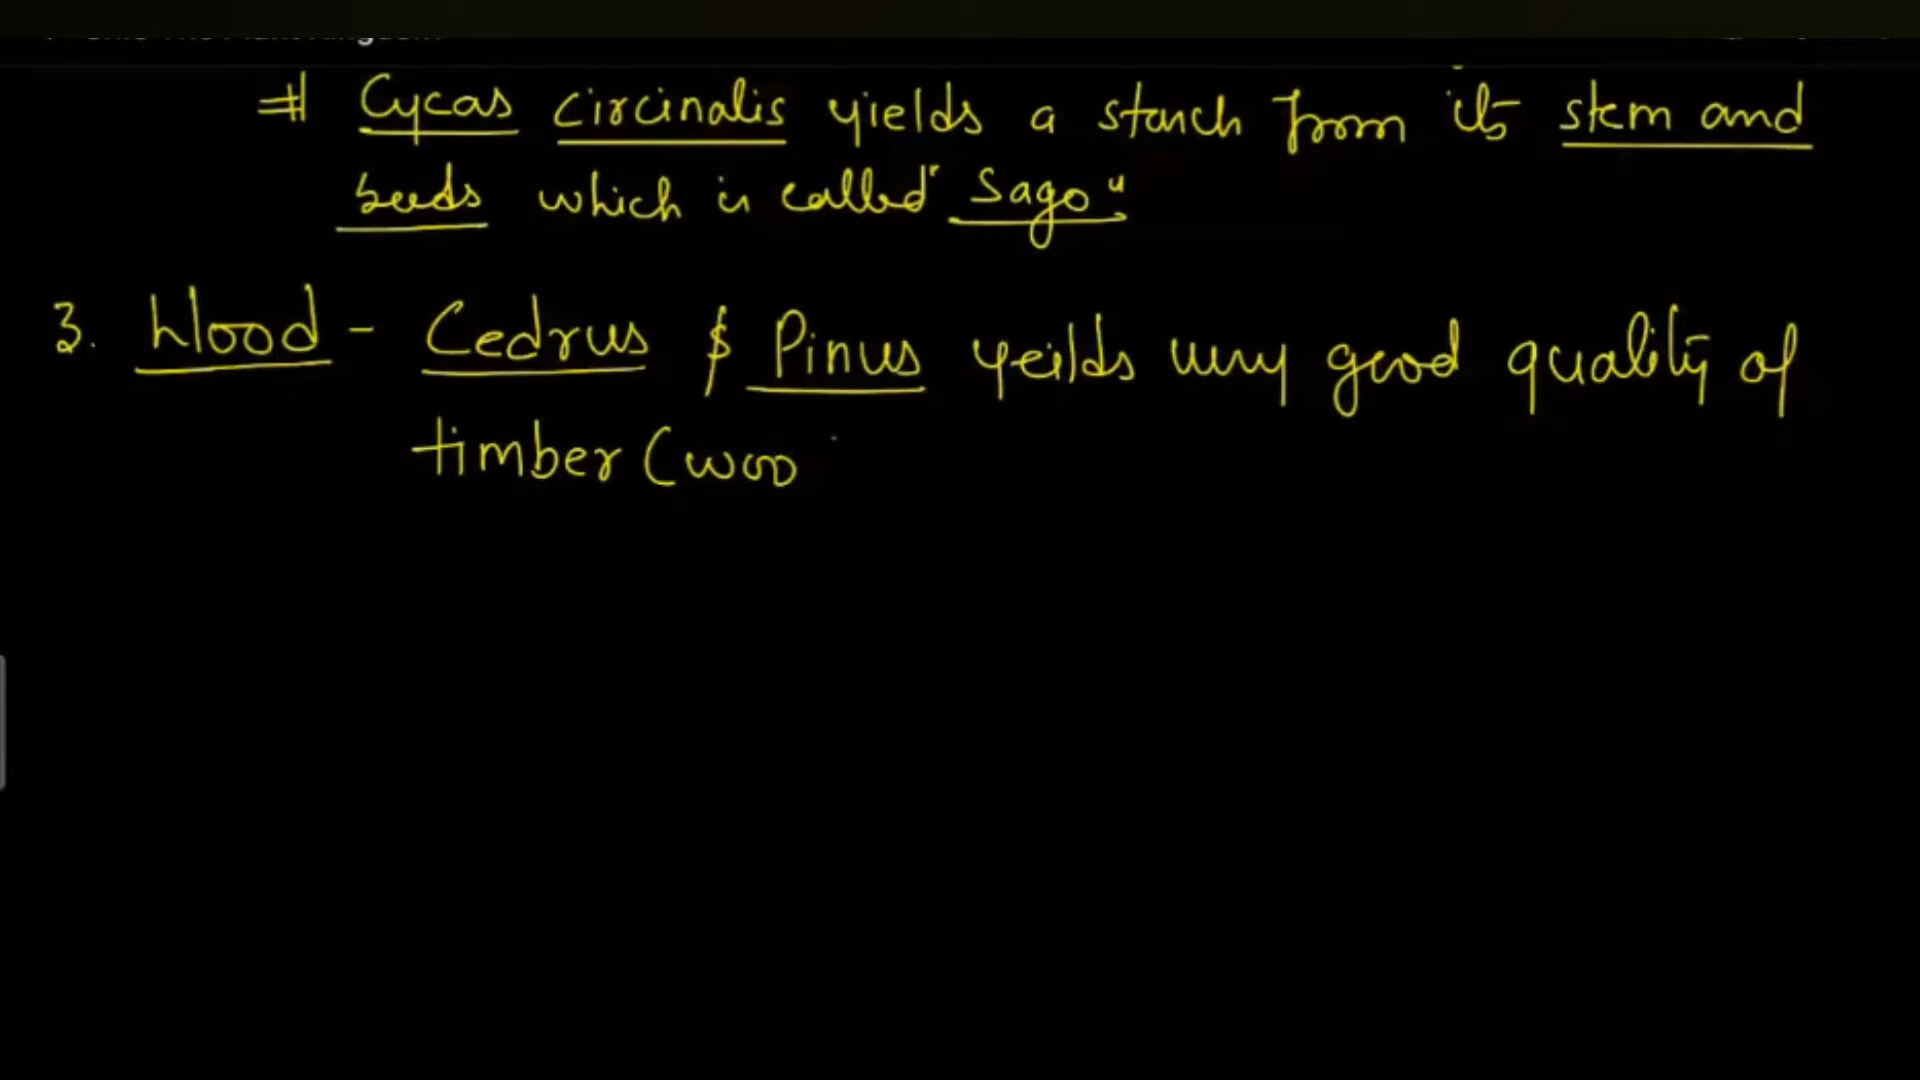 # Cycas circinalis yields a starch from its stem and
seeds which is called "Sago"
3. Wood - Cedrus & Pinus yeilds very good quality of
timber (woo